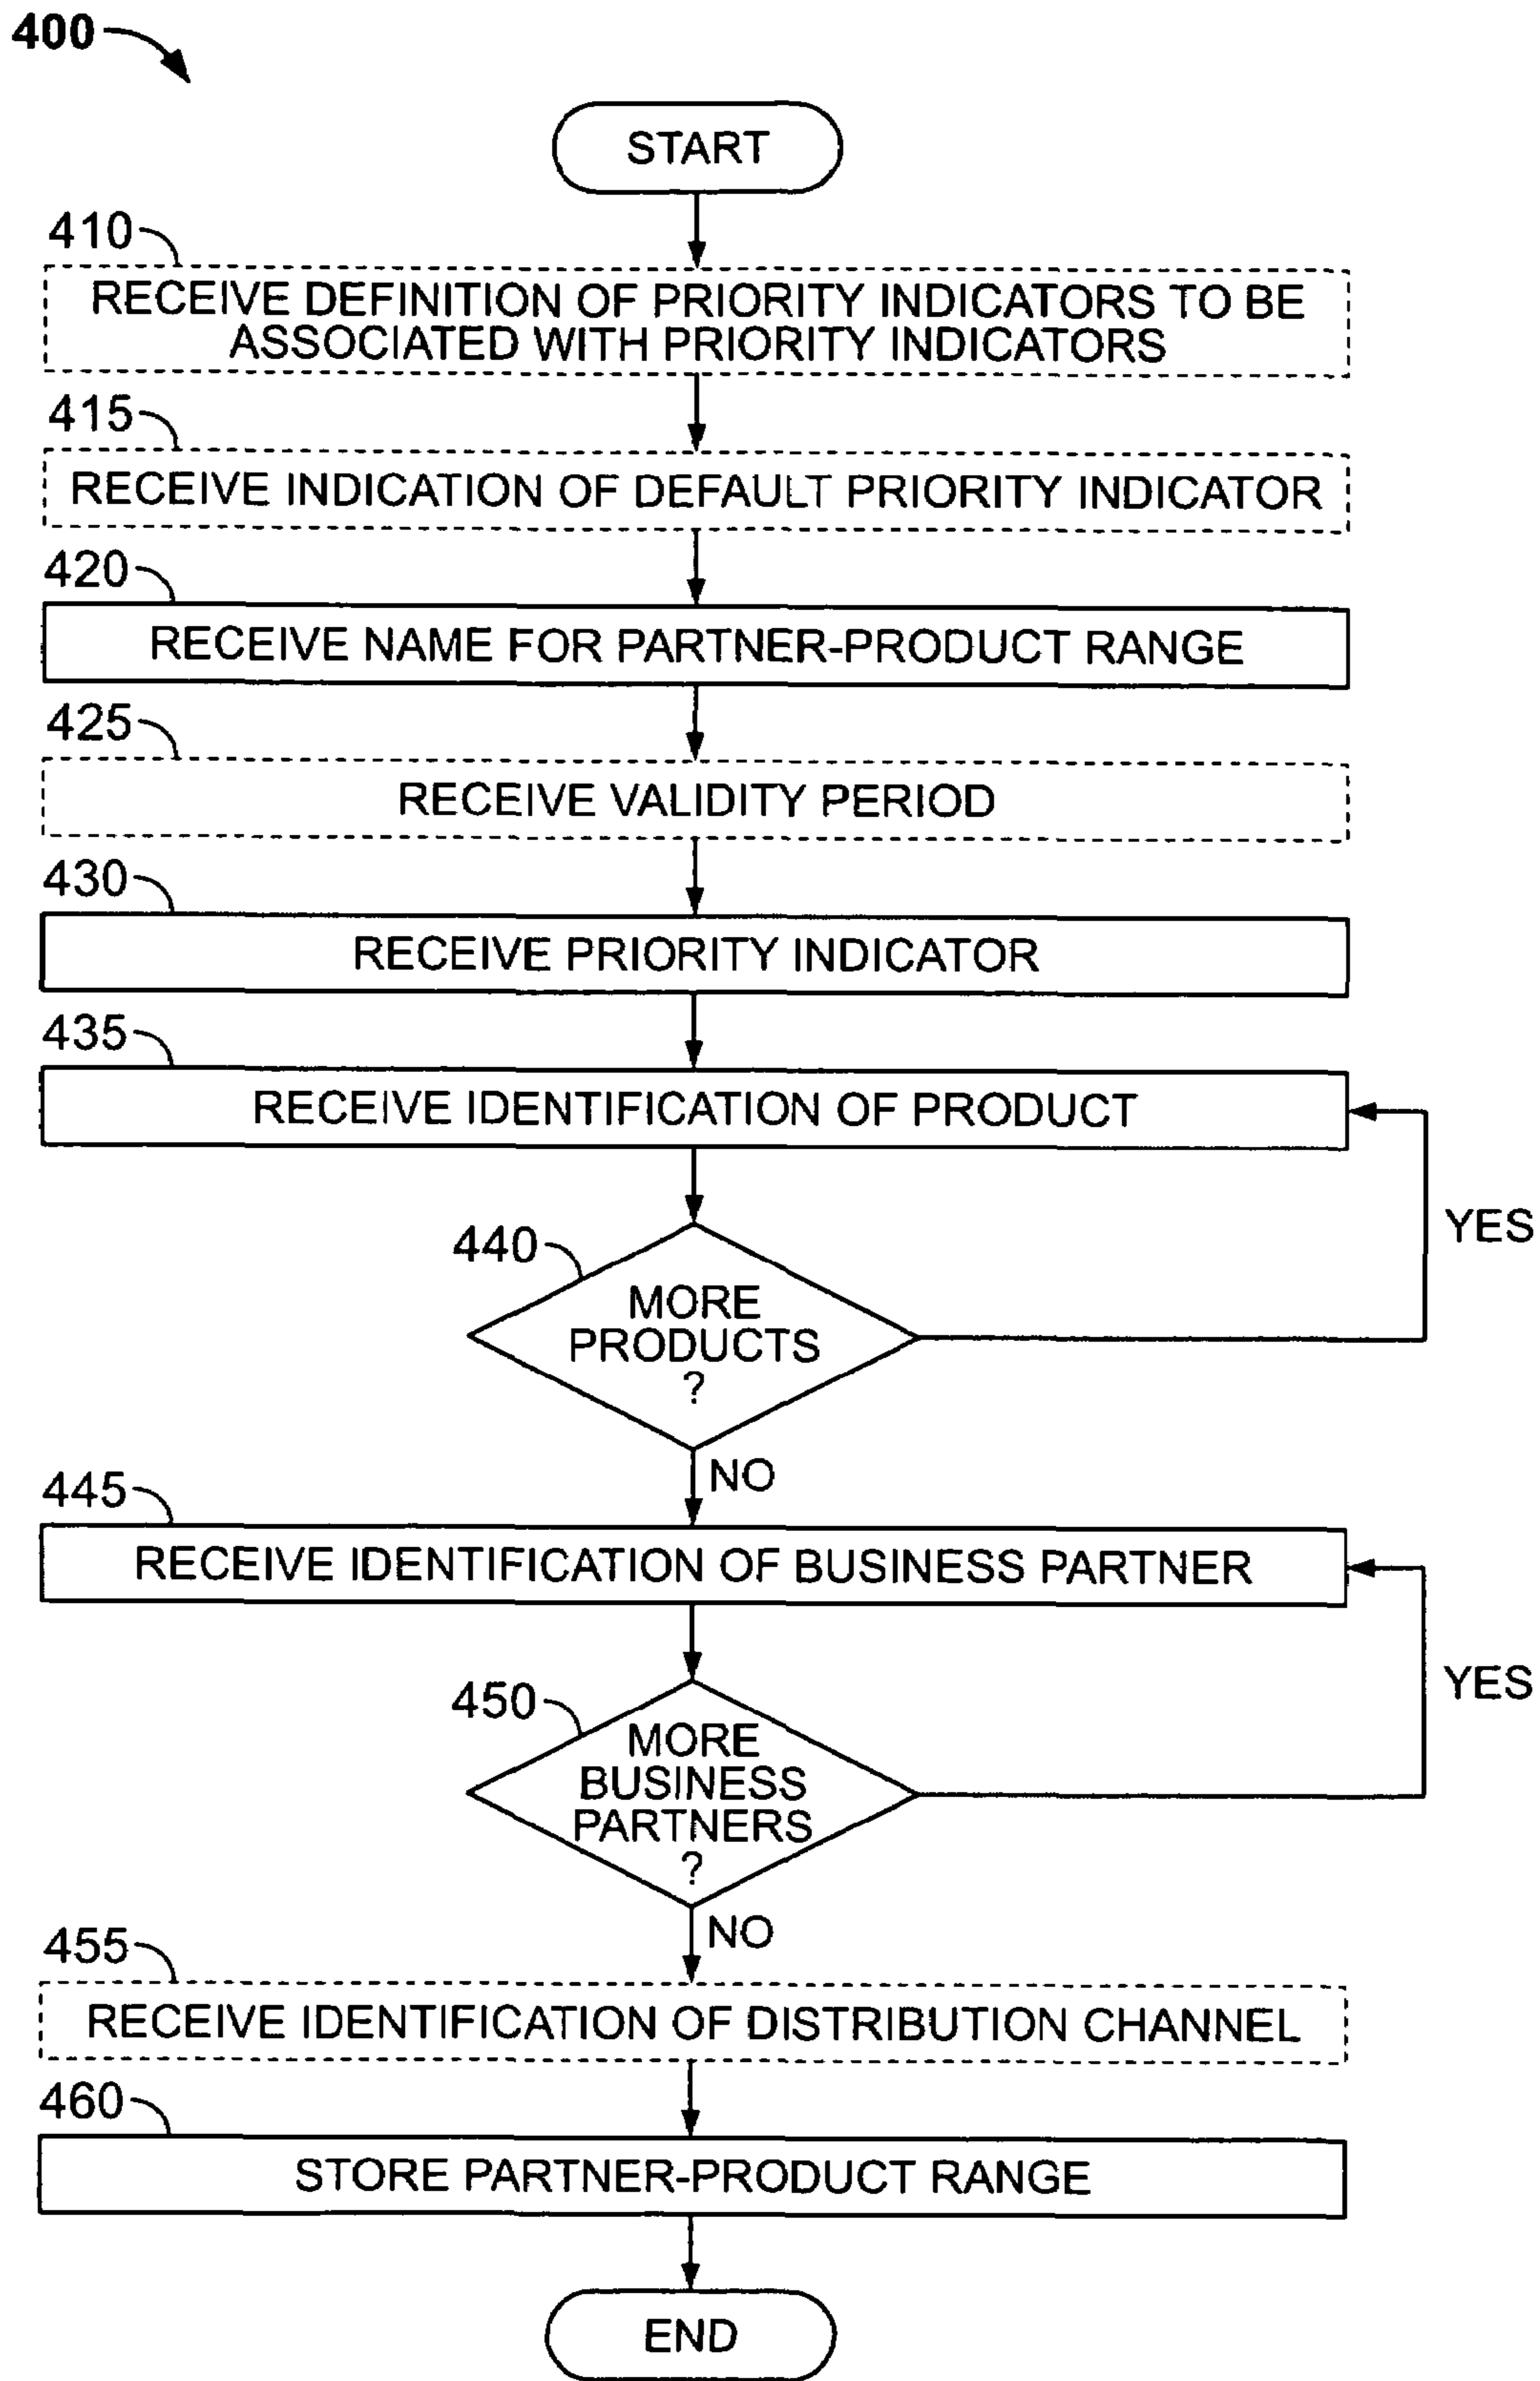 400
START
410
RECEIVE DEFINITION OF PRIORITY INDICATORS TO BE
ASSOCIATED WITH PRIORITY INDICATORS
415
RECEIVE INDICATION OF DEFAULT PRIORITY INDICATOR
420
RECEIVE NAME FOR PARTNER-PRODUCT RANGE
425
RECEIVE VALIDITY PERIOD
430
RECEIVE PRIORITY INDICATOR
435
RECEIVE IDENTIFICATION OF PRODUCT
YES
440
MORE
PRODUCTS
?
NO
445
RECEIVE IDENTIFICATION OF BUSINESS PARTNER
YES
450
MORE
BUSINESS
PARTNERS
?
NO
455
RECEIVE IDENTIFICATION OF DISTRIBUTION CHANNEL
460
STORE PARTNER-PRODUCT RANGE
END